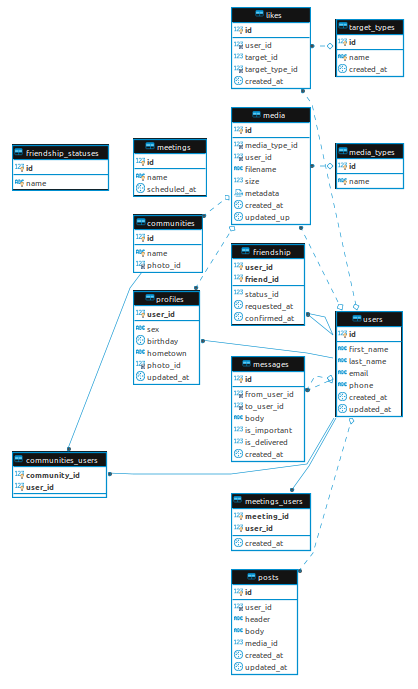 likes
id
user_id
target_id
target_type_id
created_at
target_types
id
name
created_at
media
id
media_type_id
user_id
filename
size
metadata
created_at
updated_up
media_types
id
name
friendship_statuses
id
name
meetings
id
name
scheduled_at
communities
id
name
photo_id
friendship
user_id
friend_id
status_id
requested_at
confirmed_at
profiles
user_id
sex
birthday
hometown
photo_id
updated_at
users
id
first_name
last_name
email
phone
created_at
updated_at
messages
id
from_user_id
to_user_id
body
is_important
is_delivered
created_at
communities_users
community_id
user_id
meetings_users
meeting_id
user_id
created_at
posts
id
user_id
header
body
media_id
created_at
updated_at